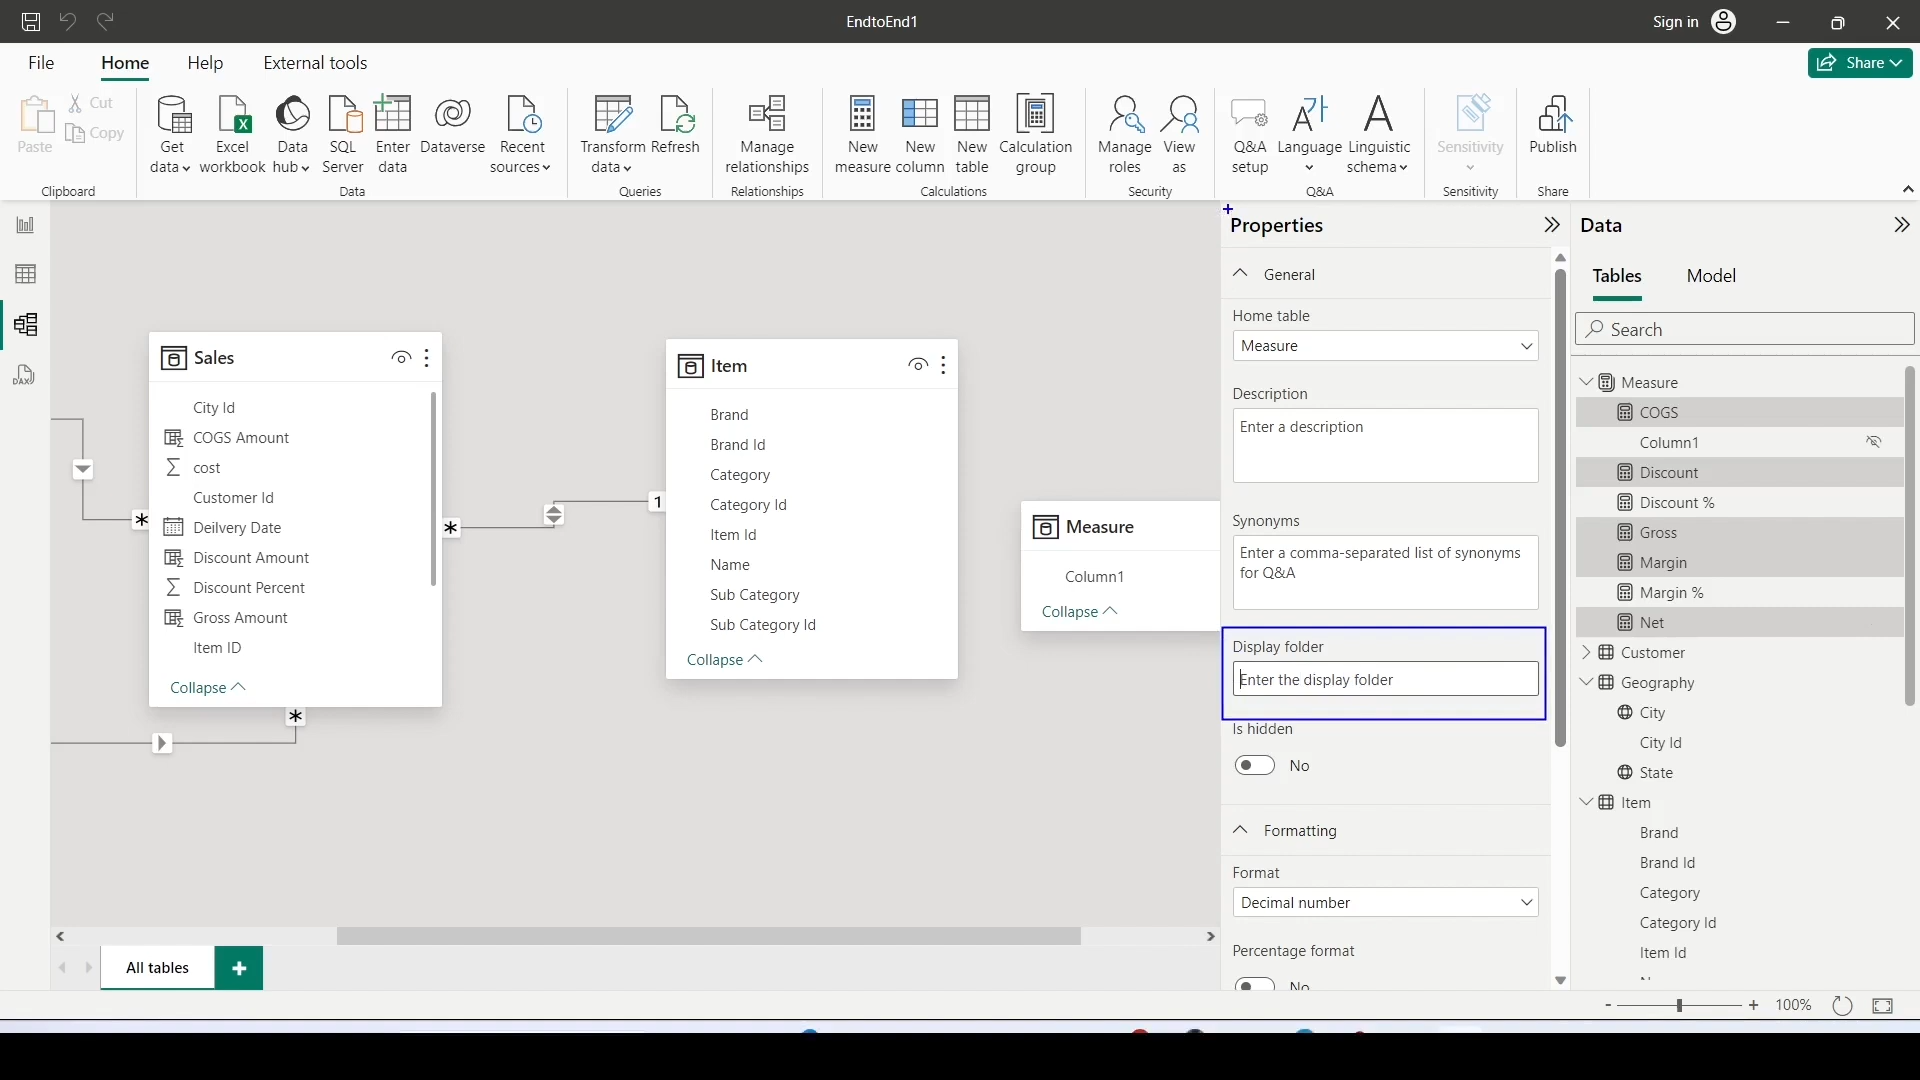 EndtoEnd1
Sign in
File
Home
Help
External tools
Share
Paste
Cut
Copy
Clipboard
Get data
Excel workbook
Data hub
SQL Server
Enter data
Dataverse
Recent sources
Data
Transform data
Refresh
Queries
Manage relationships
Relationships
New measure
New column
New table
Calculation group
Calculations
Manage roles
View as
Security
Q&A setup
Language
Linguistic schema
Q&A
Sensitivity
Sensitivity
Publish
Share
DAX
Sales
City Id
COGS Amount
cost
Customer Id
Deilvery Date
Discount Amount
Discount Percent
Gross Amount
Item ID
Collapse
*
*
*
1
Item
Brand
Brand Id
Category
Category Id
Item Id
Name
Sub Category
Sub Category Id
Collapse
Measure
Column1
Collapse
All tables
Properties
General
Home table
Measure
Description
Enter a description
Synonyms
Enter a comma-separated list of synonyms
for Q&A
Display folder
Enter the display folder
Is hidden
No
Formatting
Format
Decimal number
Percentage format
No
Data
Tables
Model
Search
Measure
COGS
Column1
Discount
Discount %
Gross
Margin
Margin %
Net
Customer
Geography
City
City Id
State
Item
Brand
Brand Id
Category
Category Id
Item Id
100%